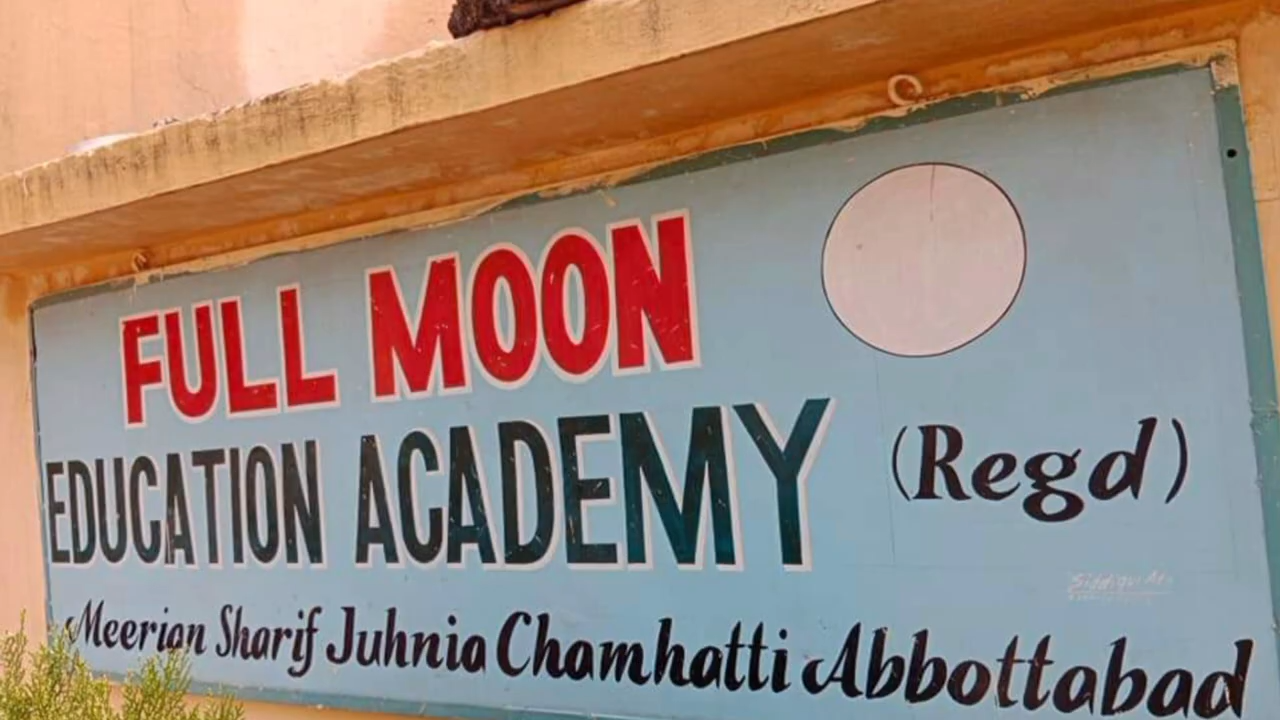 FULL MOON
EDUCATION ACADEMY (Regd)
Meerian Sharif Juhnia Chamhatti Abbottabad